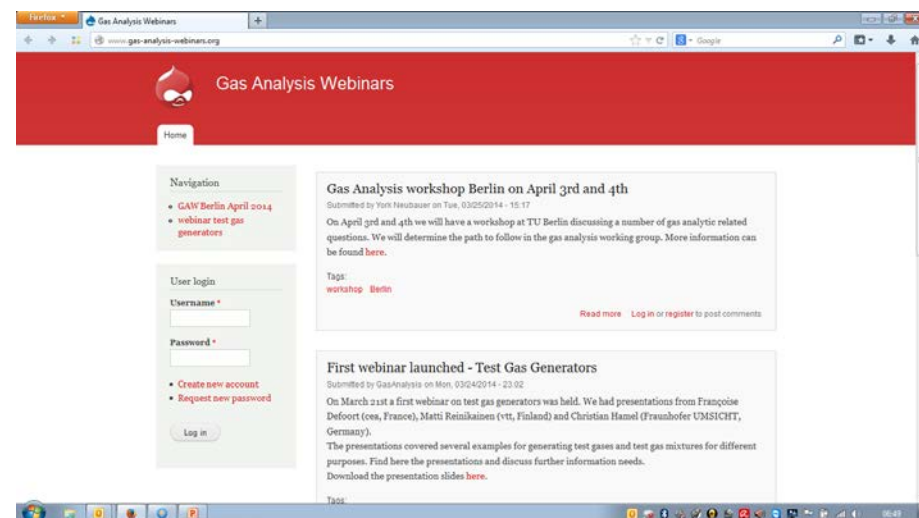 Firefox
Gas Analysis Webinars
www.gas-analysis-webinars.org
Google
Gas Analysis Webinars
Home
Navigation
GAW Berlin April 2014
webinar test gas
generators
User login
Username *
Password *
Create new account
Request new password
Log in
Gas Analysis workshop Berlin on April 3rd and 4th
Submitted by York Neubauer on Tue, 03/25/2014 - 15:17
On April 3rd and 4th we will have a workshop at TU Berlin discussing a number of gas analytic related
questions. We will determine the path to follow in the gas analysis working group. More information can
be found here.
Tags:
workshop Berlin
Read more Log in or register to post comments
First webinar launched - Test Gas Generators
Submitted by GasAnalysis on Mon, 03/24/2014 - 23:02
On March 21st a first webinar on test gas generators was held. We had presentations from Françoise
Defoort (cea, France), Matti Reinikainen (vtt, Finland) and Christian Hamel (Fraunhofer UMSICHT,
Germany).
The presentations covered several examples for generating test gases and test gas mixtures for different
purposes. Find here the presentations and discuss further information needs.
Download the presentation slides here.
Tags: